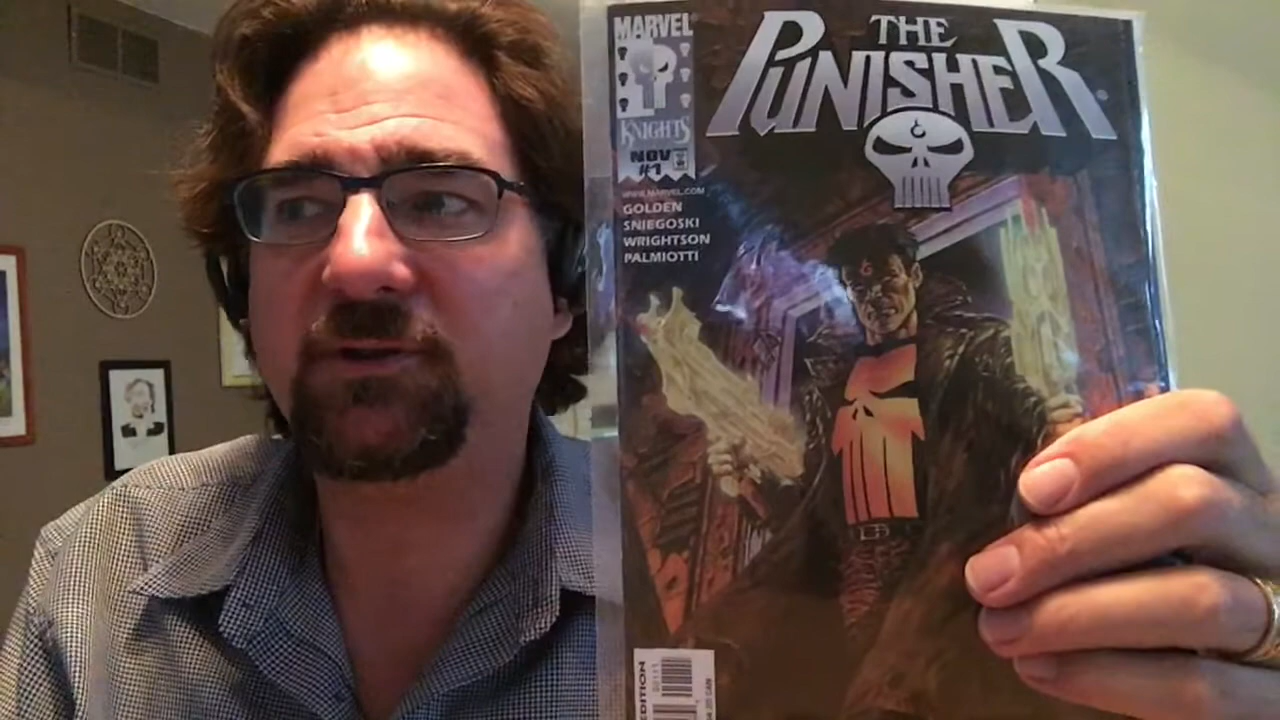 MARVEL
KNIGHTS
NOV
#1
WWW.MARVEL.COM
GOLDEN
SNIEGOSKI
WRIGHTSON
PALMIOTTI
THE
PUNISHER
EDITION